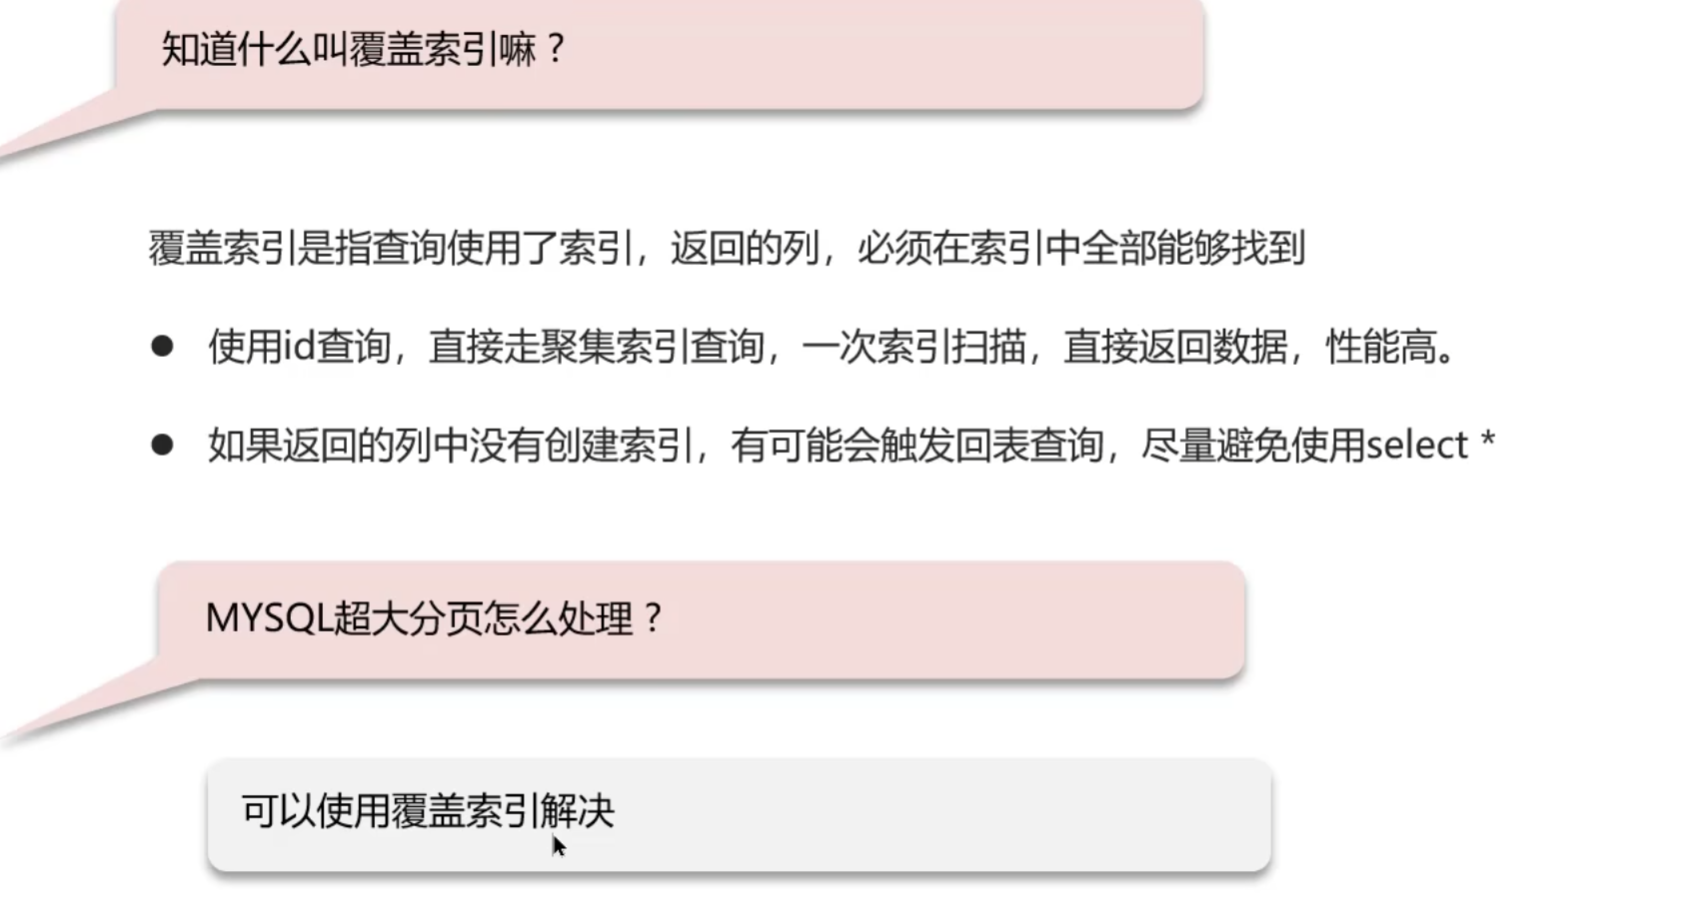 知道什么叫覆盖索引嘛？
覆盖索引是指查询使用了索引，返回的列，必须在索引中全部能够找到
● 使用id查询，直接走聚集索引查询，一次索引扫描，直接返回数据，性能高。
● 如果返回的列中没有创建索引，有可能会触发回表查询，尽量避免使用select *
MYSQL超大分页怎么处理？
可以使用覆盖索引解决